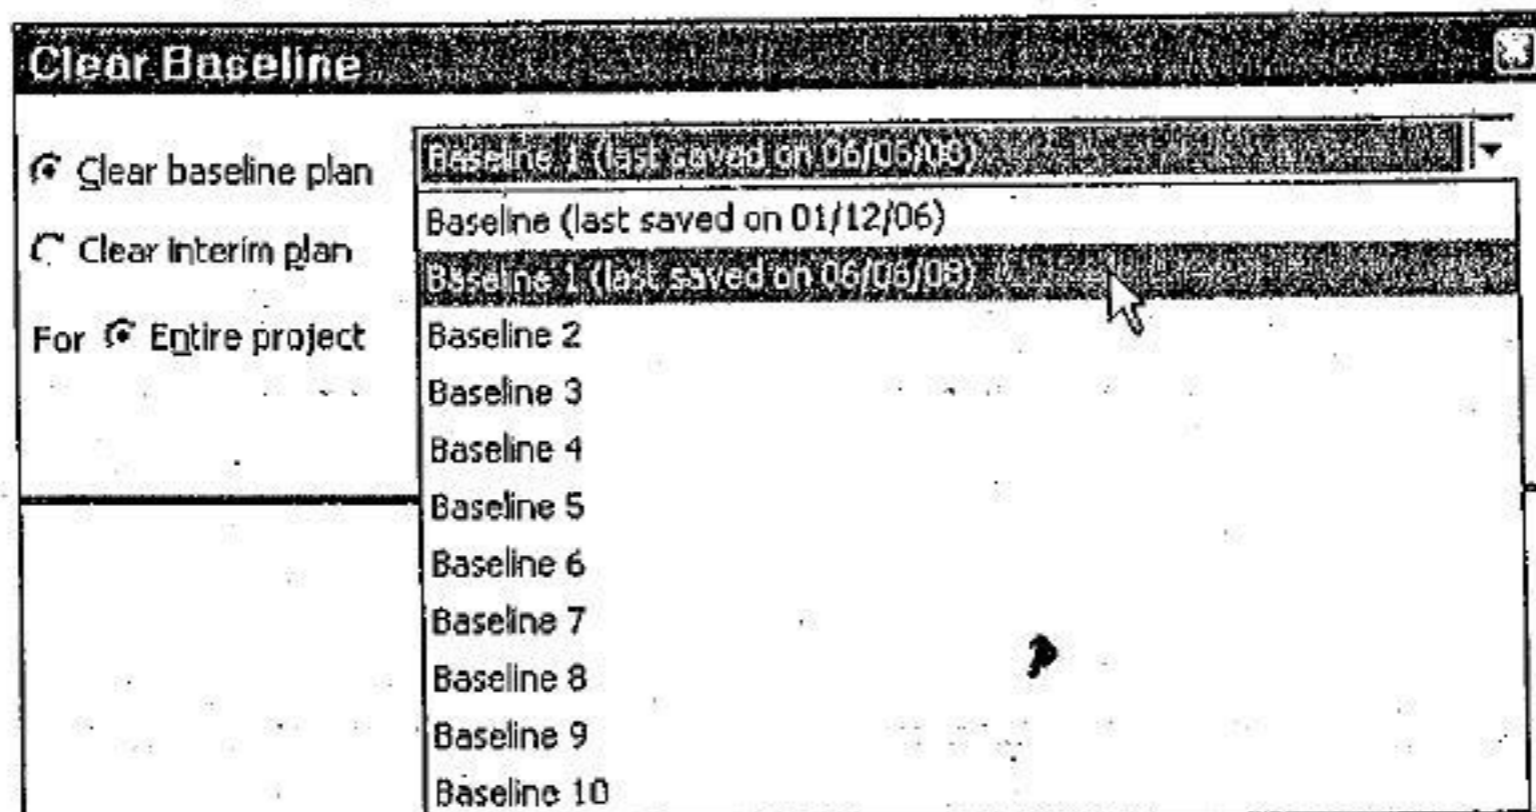 Clear Baseline
Clear baseline plan
Baseline 1 (last saved on 06/06/08)
Baseline (last saved on 01/12/06)
Clear interim plan
Baseline 1 (last saved on 06/06/08)
For Entire project
Baseline 2
Baseline 3
Baseline 4
Baseline 5
Baseline 6
Baseline 7
Baseline 8
Baseline 9
Baseline 10